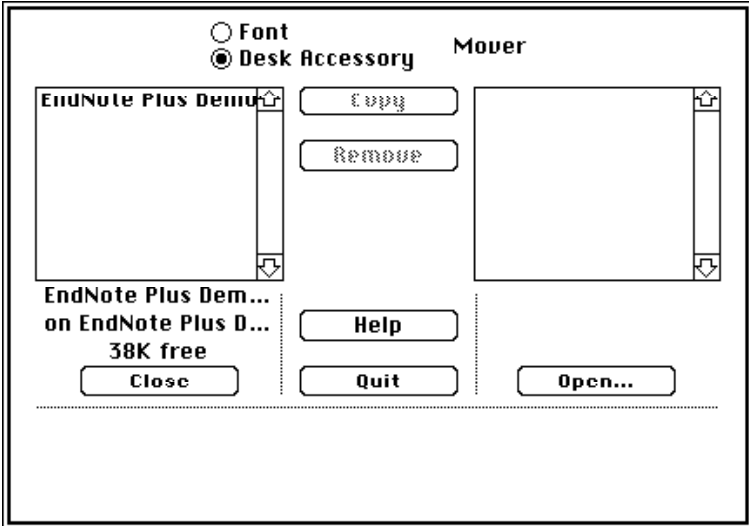 Font
Desk Accessory
Mover
EndNote Plus Demo
Copy
Remove
EndNote Plus Dem...
on EndNote Plus D...
38K free
Help
Close
Quit
Open...